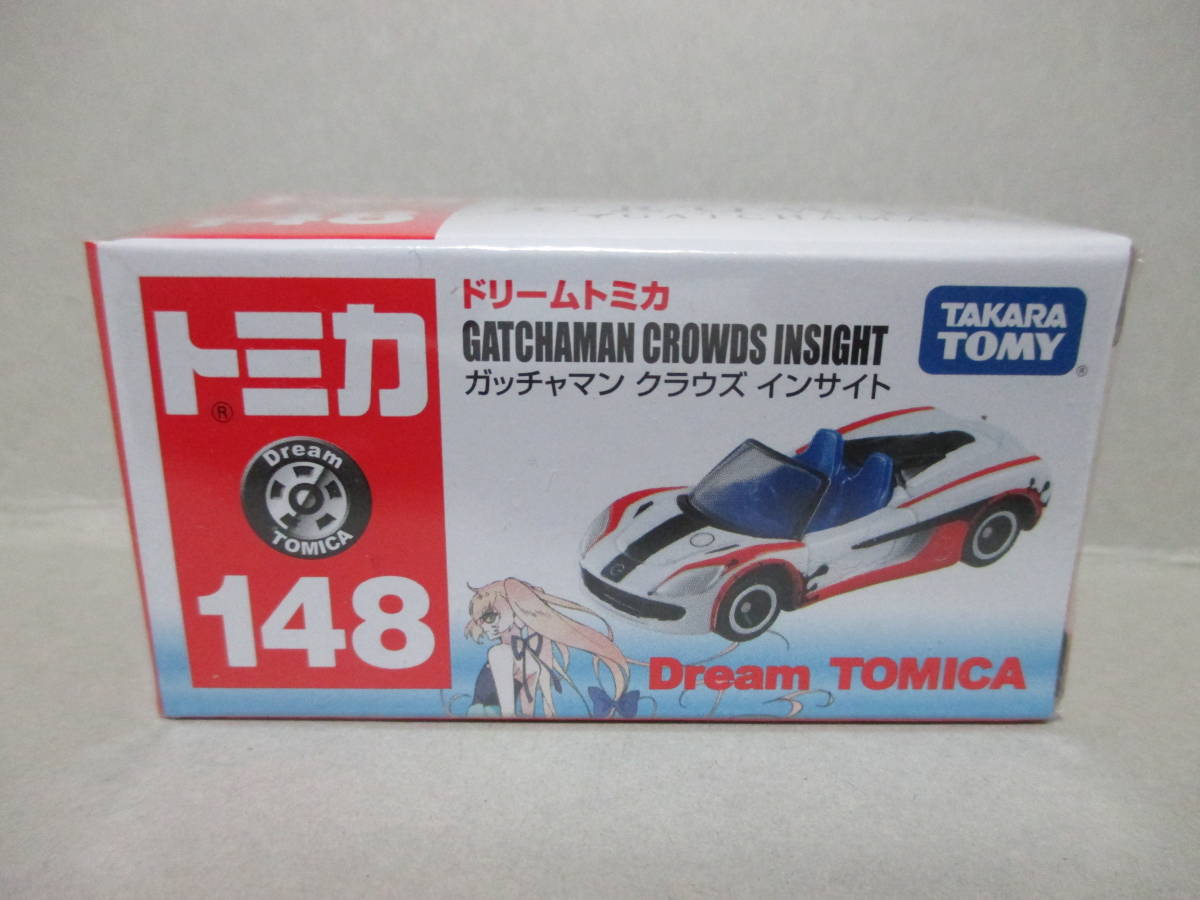 トミカ
®
Dream
TOMICA
148
ドリームトミカ
GATCHAMAN CROWDS INSIGHT
ガッチャマン クラウズ インサイト
TAKARA
TOMY
®
Dream TOMICA